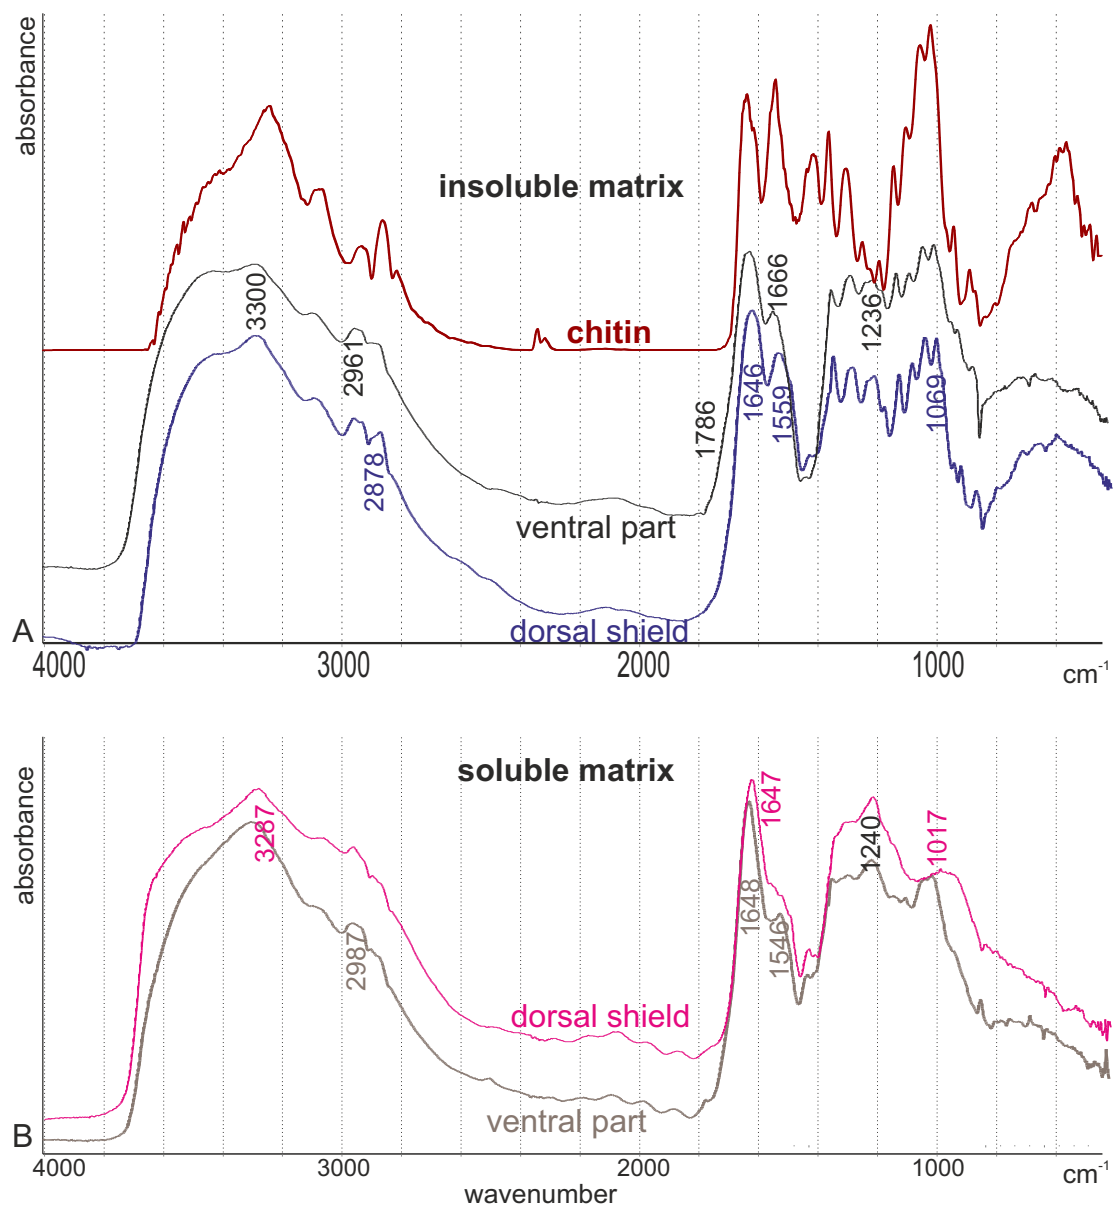 absorbance
insoluble matrix
3300
2961
2878
chitin
1786
1666
1646
1559
1236
1069
ventral part
dorsal shield
A
4000
3000
2000
1000
cm-1
absorbance
soluble matrix
3287
2987
1647
1648
1546
1240
1017
dorsal shield
ventral part
B
4000
3000
2000
1000
cm-1
wavenumber